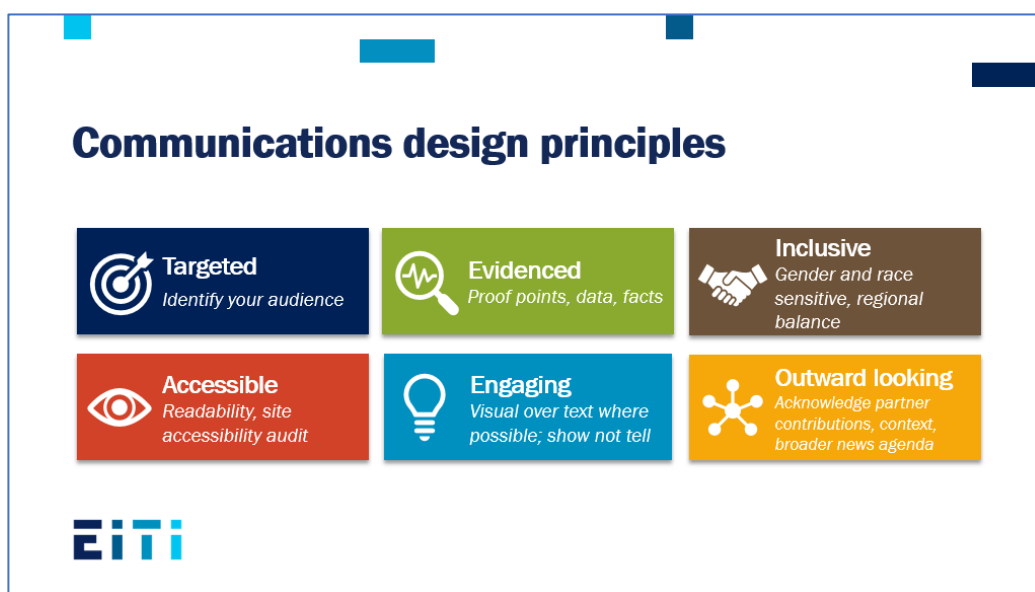 Communications design principles
Targeted
Identify your audience
Evidenced
Proof points, data, facts
Inclusive
Gender and race
sensitive, regional
balance
Accessible
Readability, site
accessibility audit
Engaging
Visual over text where
possible; show not tell
Outward looking
Acknowledge partner
contributions, context,
broader news agenda
EiTi